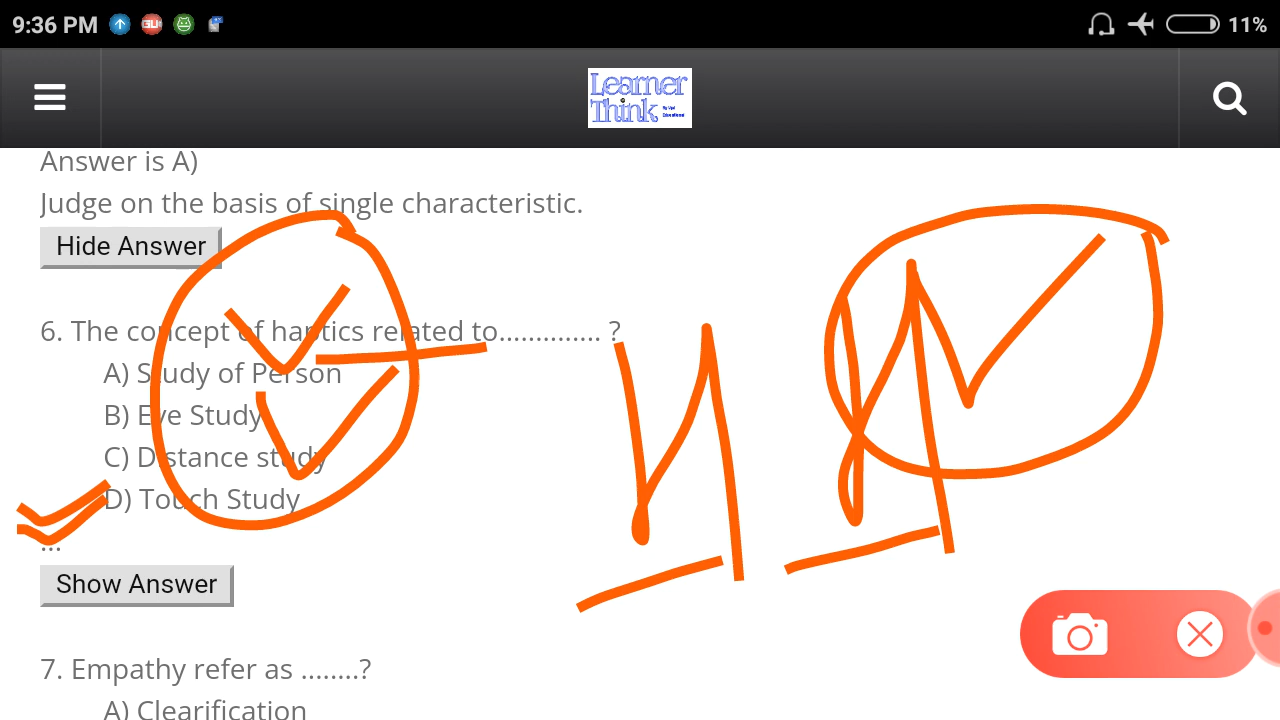 9:36 PM
11%
Learner
Think
Answer is A)
Judge on the basis of single characteristic.
Hide Answer
6. The concept of haptics related to.............. ?
A) Study of Person
B) Eye Study
C) Distance study
D) Touch Study
...
Show Answer
7. Empathy refer as ........?
A) Clearification